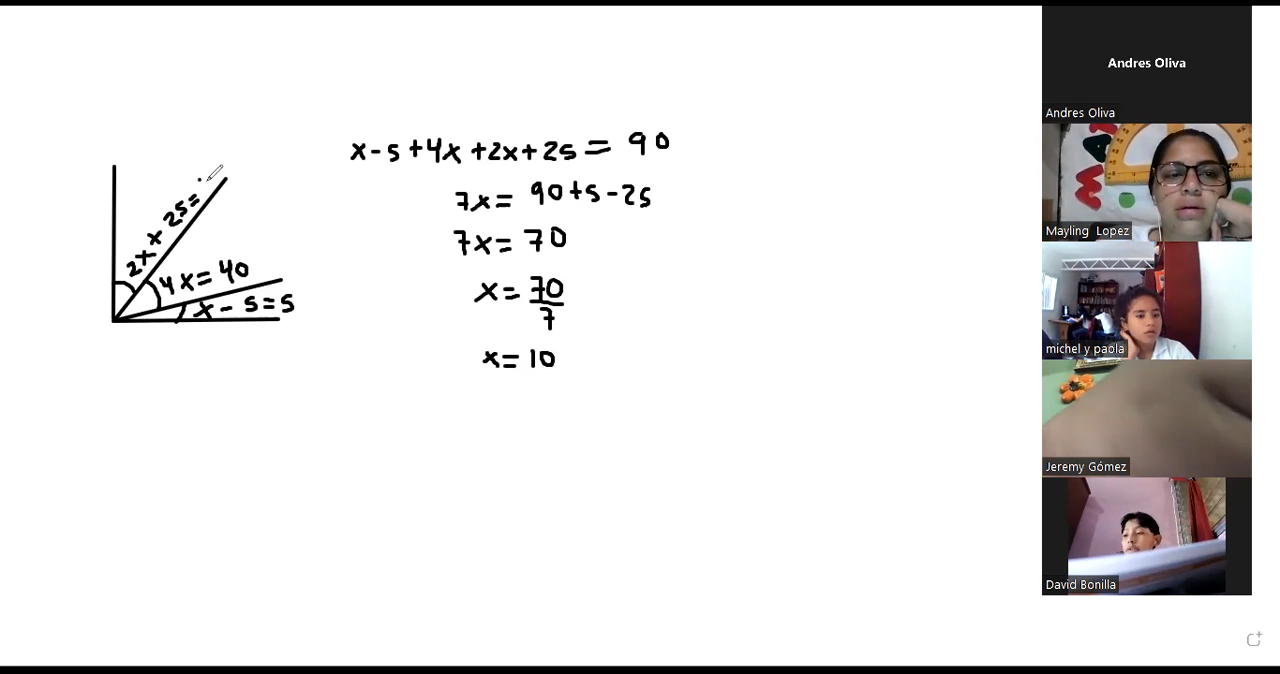 x-5+4x+2x+25=90
7x=90+5-25
7x=70
x=70/7
x=10
2x+25=
4x=40
x-5=5
Andres Oliva
Andres Oliva
Mayling Lopez
michel y paola
Jeremy Gómez
David Bonilla